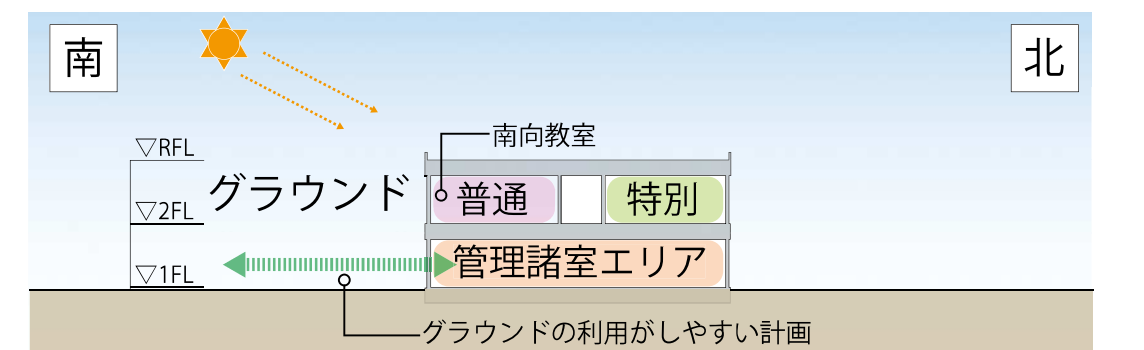 南
北
南向教室
▽RFL
グラウンド
普通
特別
▽2FL
管理諸室エリア
▽1FL
グラウンドの利用がしやすい計画